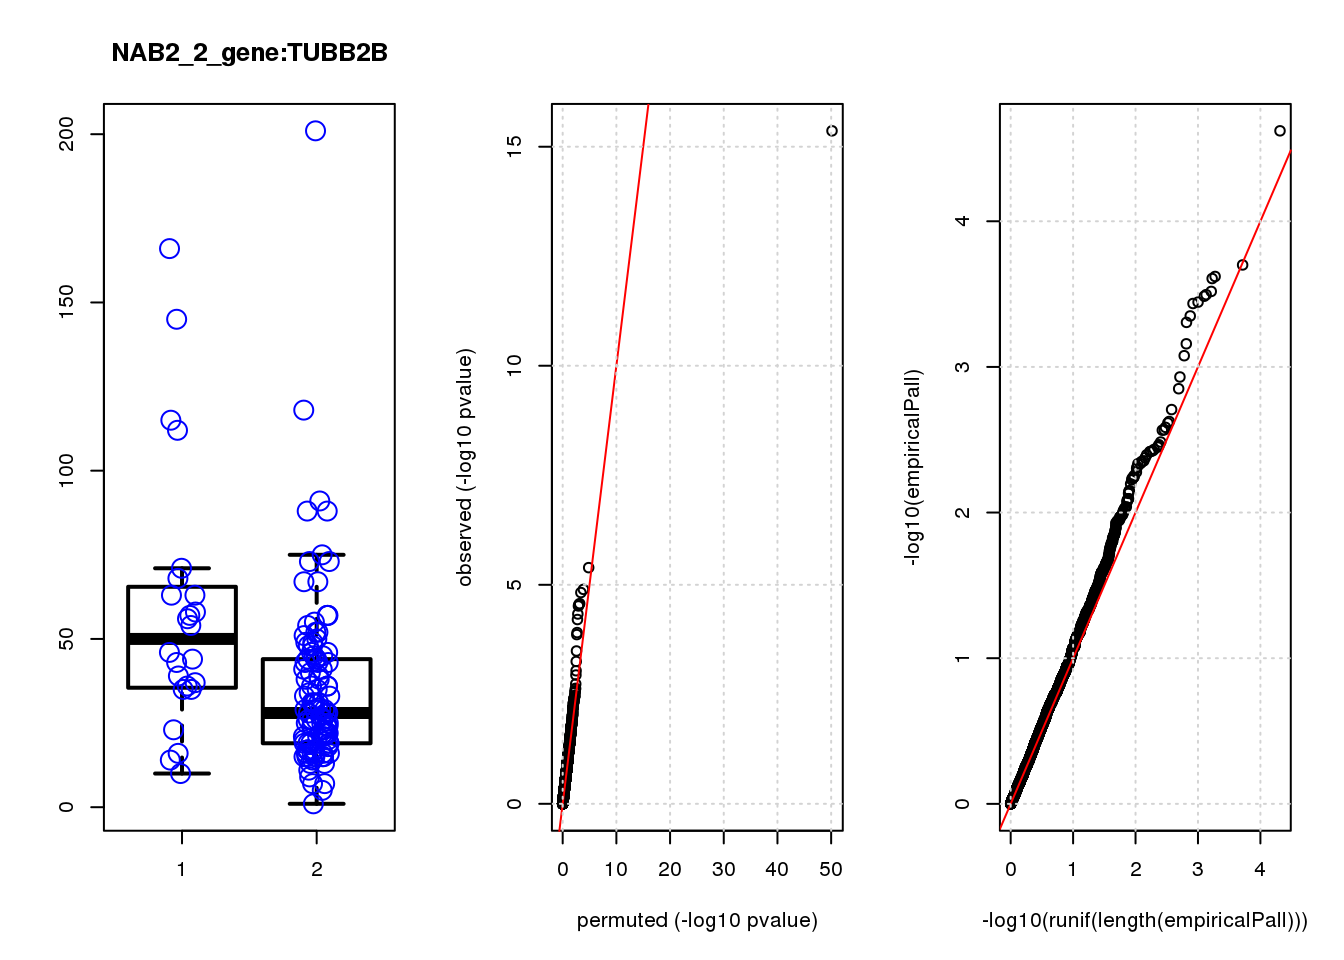 NAB2_2_gene:TUBB2B
200
150
100
50
0
1 2
observed (-log10 pvalue)
15
10
5
0
0 10 20 30 40 50
permuted (-log10 pvalue)
-log10(empiricalPall)
4
3
2
1
0
0 1 2 3 4
-log10(runif(length(empiricalPall)))